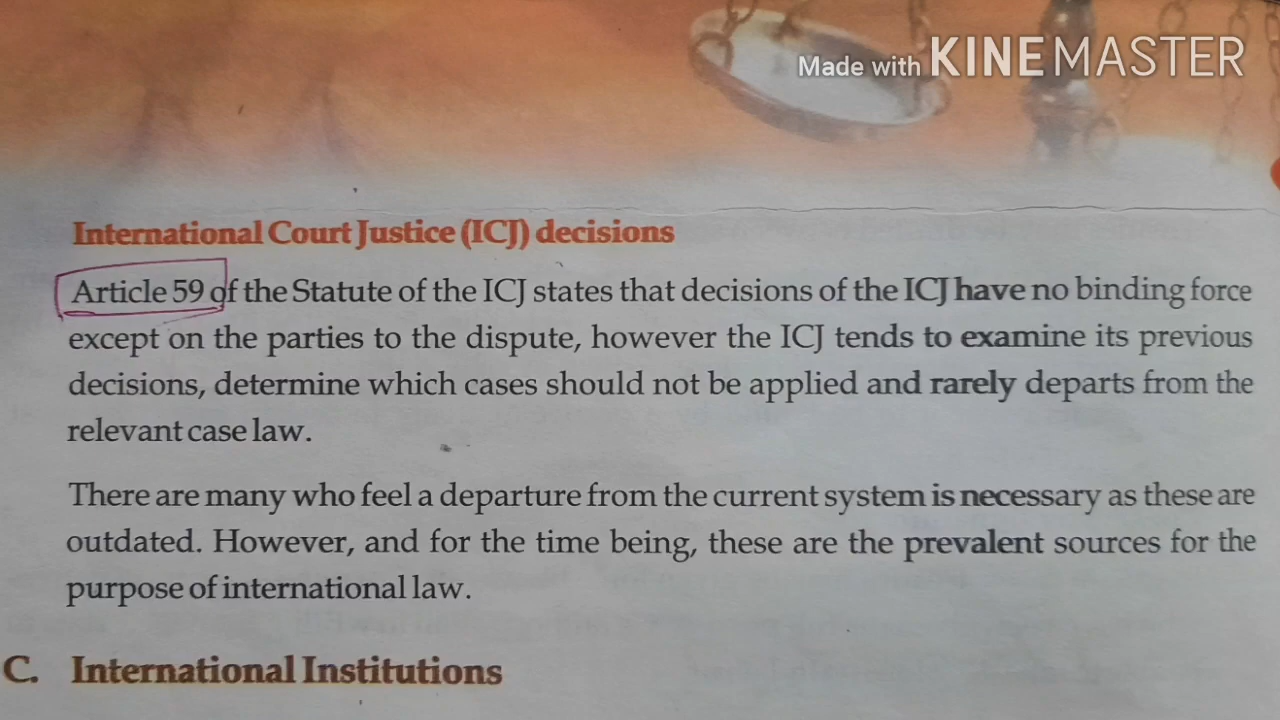 Made with KINEMASTER
International Court Justice (ICJ) decisions
Article 59 of the Statute of the ICJ states that decisions of the ICJ have no binding force
except on the parties to the dispute, however the ICJ tends to examine its previous
decisions, determine which cases should not be applied and rarely departs from the
relevant case law.
There are many who feel a departure from the current system is necessary as these are
outdated. However, and for the time being, these are the prevalent sources for the
purpose of international law.
C. International Institutions